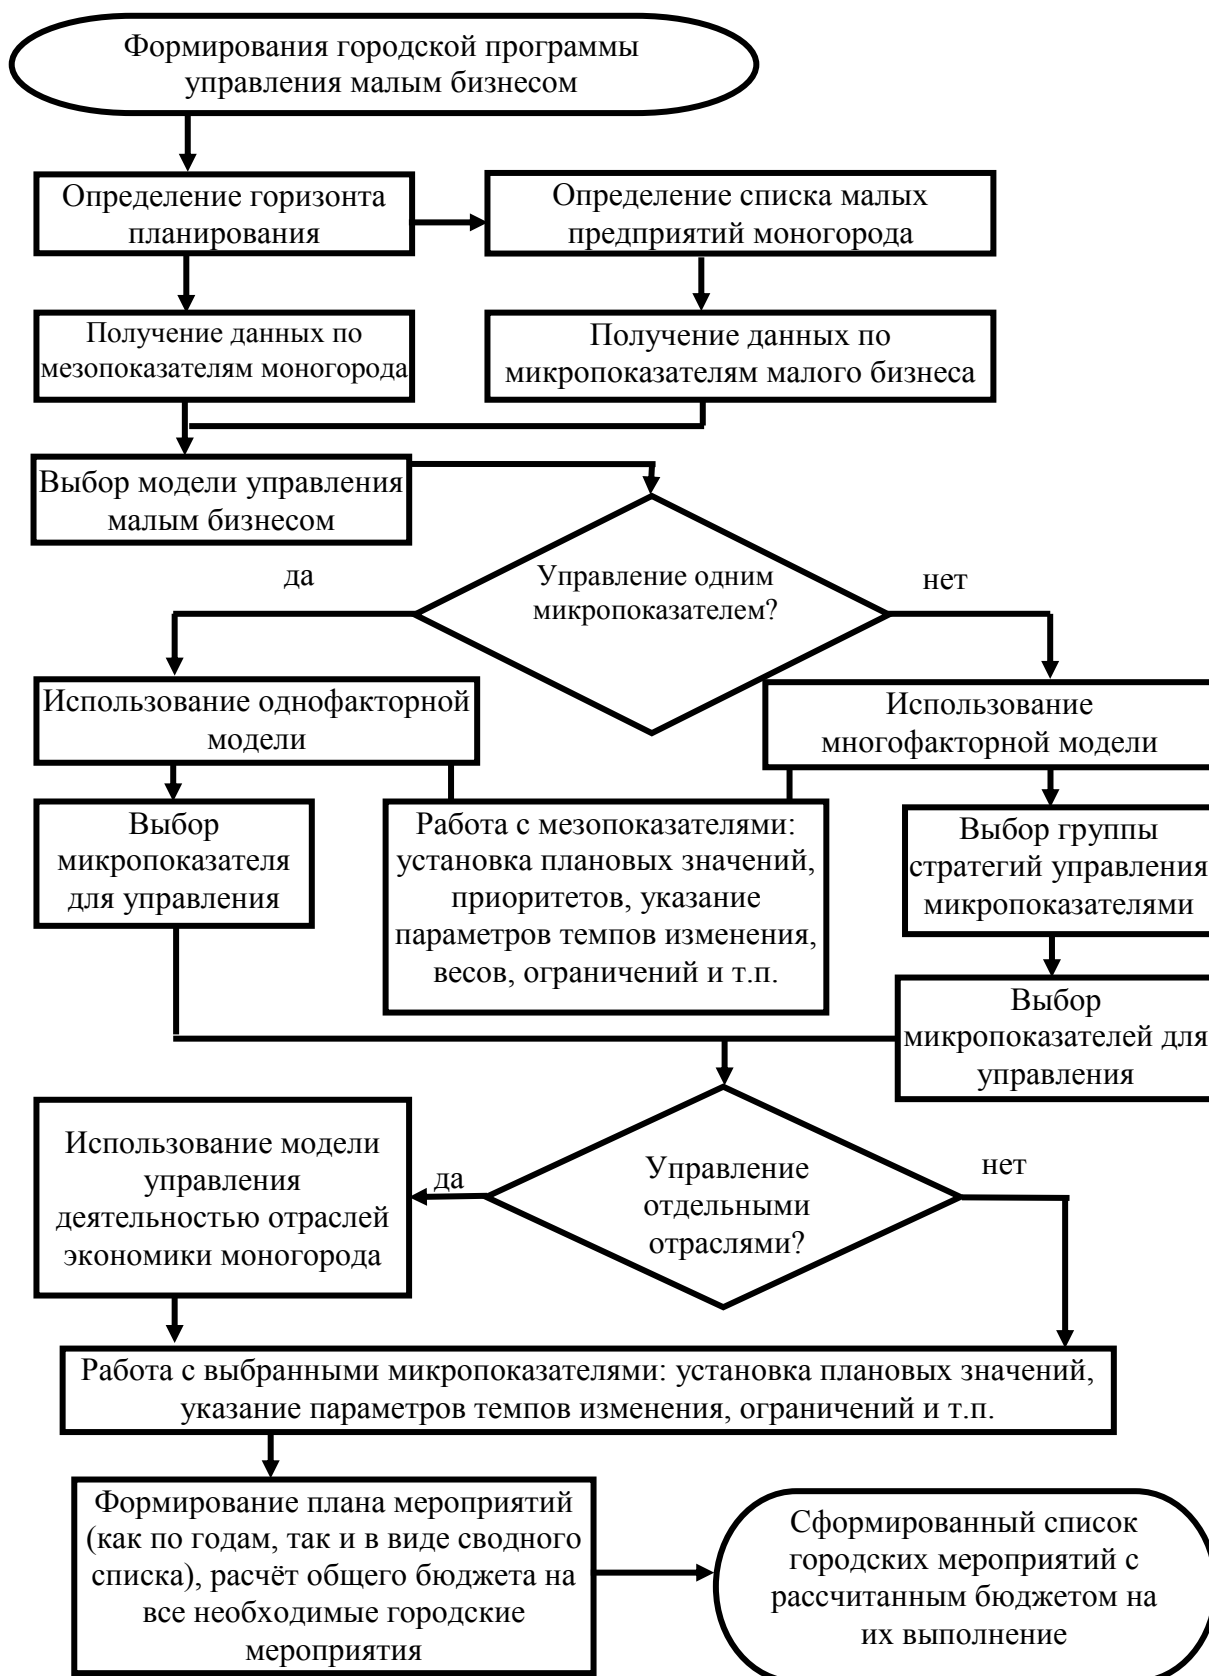 Формирования городской программы
управления малым бизнесом
Определение горизонта
планирования
Определение списка малых
предприятий моногорода
Получение данных по
мезопоказателям моногорода
Получение данных по
микропоказателям малого бизнеса
Выбор модели управления
малым бизнесом
да
Управление одним
микропоказателем?
нет
Использование однофакторной
модели
Использование
многофакторной модели
Выбор
микропоказателя
для управления
Работа с мезопоказателями:
установка плановых значений,
приоритетов, указание
параметров темпов изменения,
весов, ограничений и т.п.
Выбор группы
стратегий управления
микропоказателями
Выбор
микропоказателей для
управления
Использование модели
управления
деятельностью отраслей
экономики моногорода
да
Управление
отдельными
отраслями?
нет
Работа с выбранными микропоказателями: установка плановых значений,
указание параметров темпов изменения, ограничений и т.п.
Формирование плана мероприятий
(как по годам, так и в виде сводного
списка), расчёт общего бюджета на
все необходимые городские
мероприятия
Сформированный список
городских мероприятий с
рассчитанным бюджетом на
их выполнение